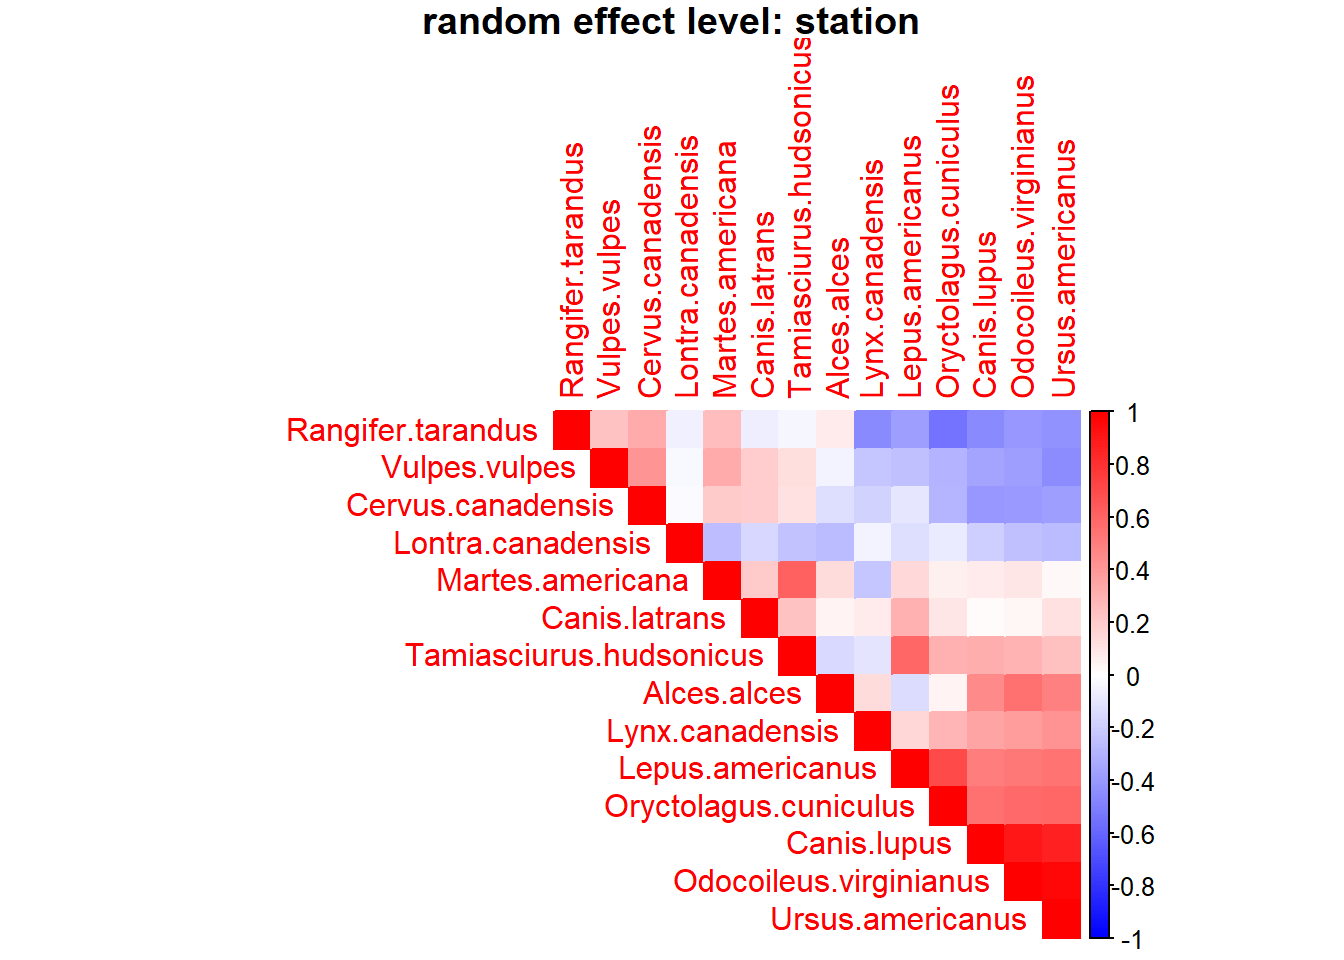 random effect level: station
Rangifer.tarandus
Vulpes.vulpes
Cervus.canadensis
Lontra.canadensis
Martes.americana
Canis.latrans
Tamiasciurus.hudsonicus
Alces.alces
Lynx.canadensis
Lepus.americanus
Oryctolagus.cuniculus
Canis.lupus
Odocoileus.virginianus
Ursus.americanus
Rangifer.tarandus
Vulpes.vulpes
Cervus.canadensis
Lontra.canadensis
Martes.americana
Canis.latrans
Tamiasciurus.hudsonicus
Alces.alces
Lynx.canadensis
Lepus.americanus
Oryctolagus.cuniculus
Canis.lupus
Odocoileus.virginianus
Ursus.americanus
1
0.8
0.6
0.4
0.2
0
-0.2
-0.4
-0.6
-0.8
-1